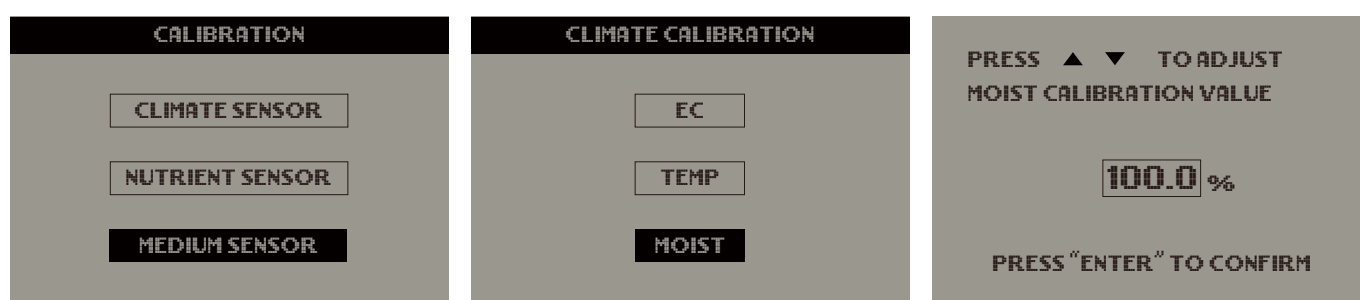 CALIBRATION
CLIMATE SENSOR
NUTRIENT SENSOR
MEDIUM SENSOR
CLIMATE CALIBRATION
EC
TEMP
MOIST
PRESS ▲ ▼ TO ADJUST
MOIST CALIBRATION VALUE
100.0 %
PRESS "ENTER" TO CONFIRM